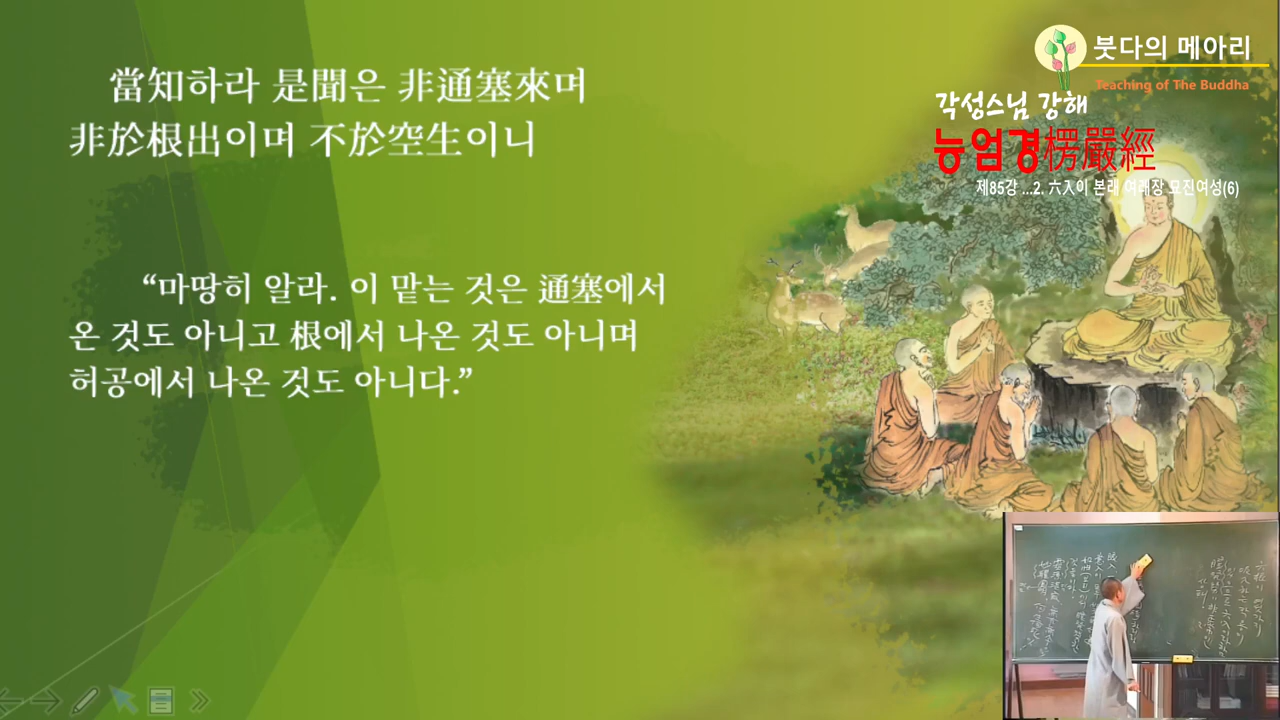 當知하라 是聞은 非通塞來며
非於根出이며 不於空生이니
“마땅히 알라. 이 맡는 것은 通塞에서
온 것도 아니고 根에서 나온 것도 아니며
허공에서 나온 것도 아니다.”
붓다의 메아리
Teaching of The Buddha
각성스님 강해
능엄경楞嚴經
제85강 ...2. 六入이 본래 여래장 묘진여성(6)